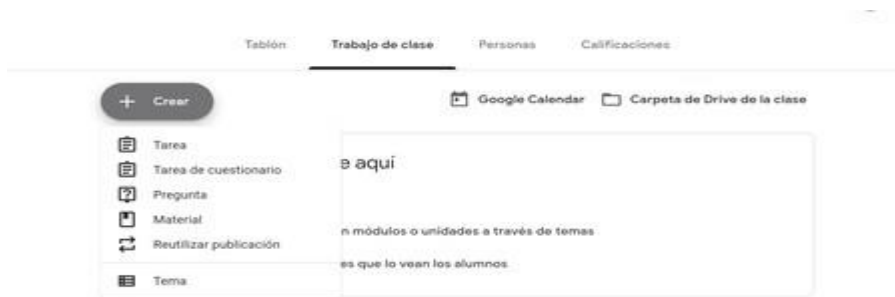 Tablón Trabajo de clase Personas Calificaciones
Crear Google Calendar Carpeta de Drive de la clase
Tarea
Tarea de cuestionario
e aquí
Pregunta
Material
n módulos o unidades a través de temas
Reutilizar publicación
es que lo vean los alumnos
Tema